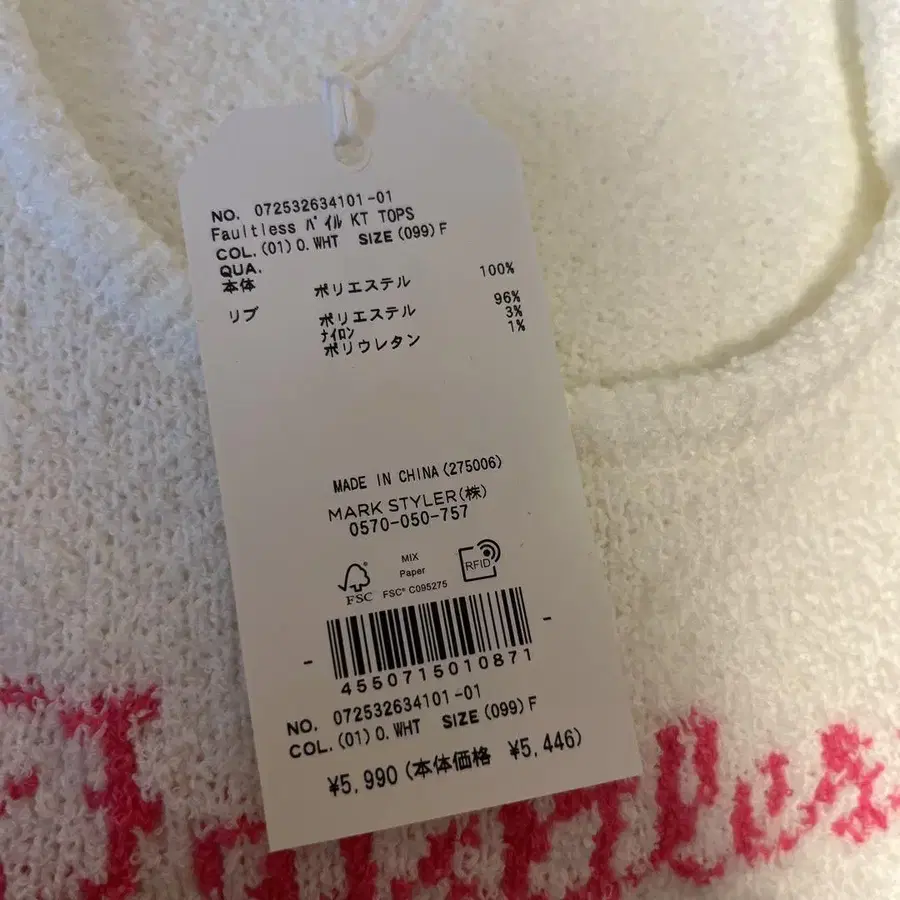 NO. 072532634101-01
Faultless パイル KT TOPS
COL.(01)O.WHT SIZE(099)F
QUA.
本体 ポリエステル 100%
リブ ポリエステル 96%
ナイロン 3%
ポリウレタン 1%
MADE IN CHINA(275006)
MARK STYLER(株)
0570-050-757
FSC
MIX
Paper
FSC® C095275
RFID
4550715010871
NO. 072532634101-01
COL.(01)O.WHT SIZE(099)F
¥5,990(本体価格 ¥5,446)